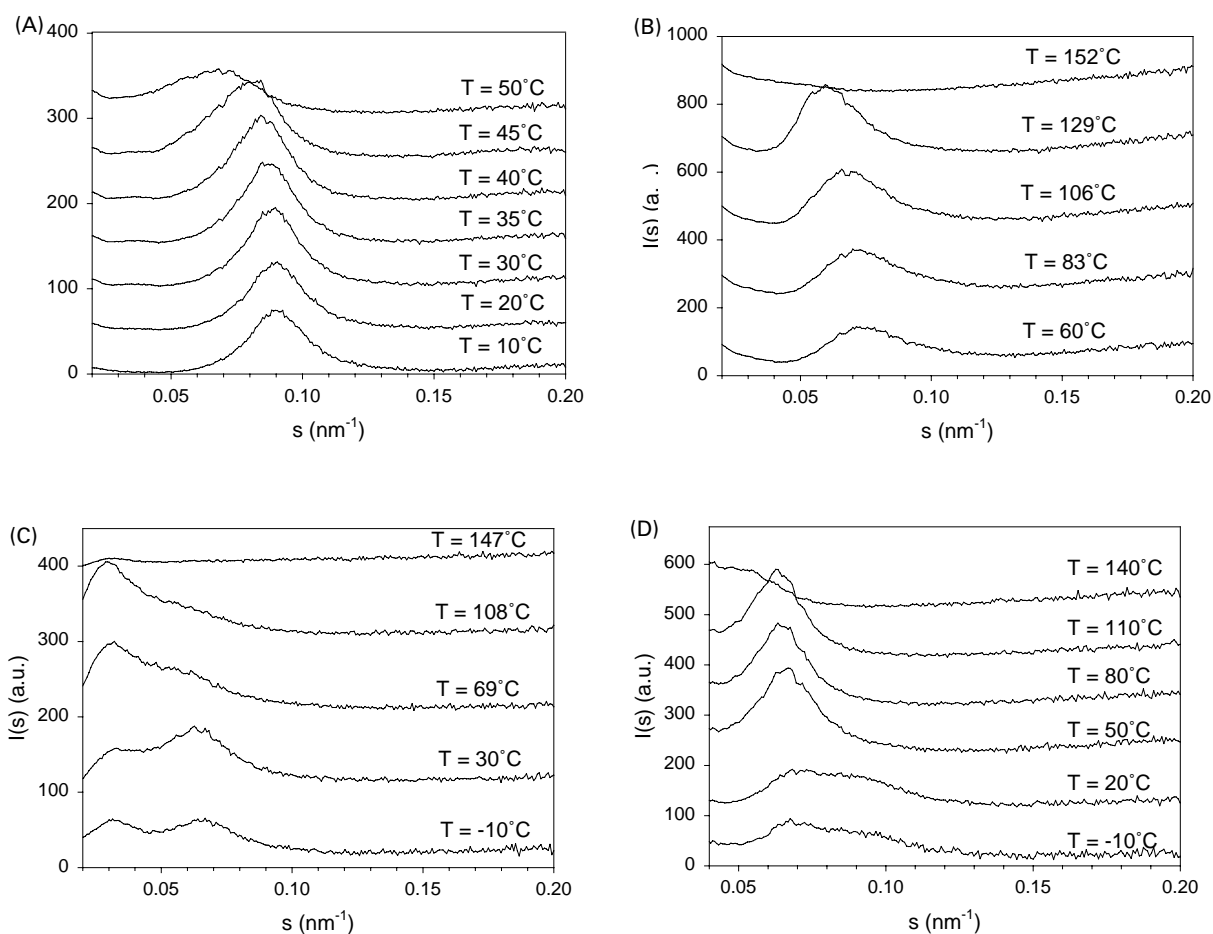 (A)
400
300
200
100
0
T = 50˚C
T = 45˚C
T = 40˚C
T = 35˚C
T = 30˚C
T = 20˚C
T = 10˚C
0.05 0.10 0.15 0.20
s (nm-1)
(B)
1000
800
600
400
200
0
I(s) (a. .)
T = 152˚C
T = 129˚C
T = 106˚C
T = 83˚C
T = 60˚C
0.05 0.10 0.15 0.20
s (nm-1)
(C)
400
300
200
100
0
I(s) (a.u.)
T = 147˚C
T = 108˚C
T = 69˚C
T = 30˚C
T = -10˚C
0.05 0.10 0.15 0.20
s (nm-1)
(D)
600
500
400
300
200
100
0
I(s) (a.u.)
T = 140˚C
T = 110˚C
T = 80˚C
T = 50˚C
T = 20˚C
T = -10˚C
0.05 0.10 0.15 0.20
s (nm-1)